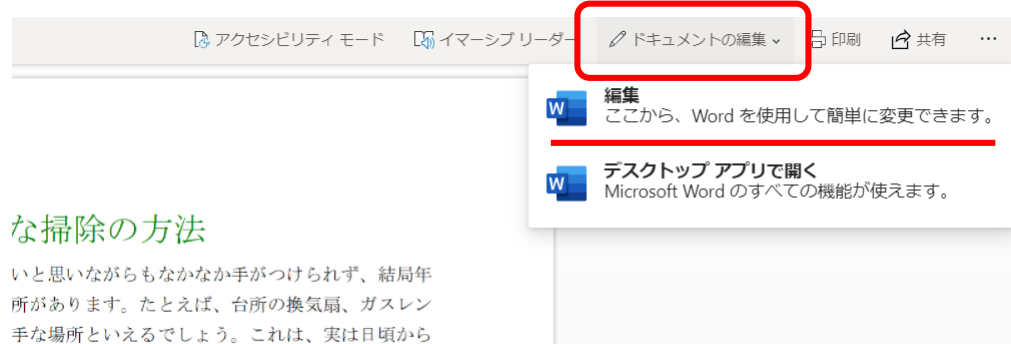 アクセシビリティ モード イマーシブ リーダー ドキュメントの編集 印刷 共有 …
編集
ここから、Word を使用して簡単に変更できます。
デスクトップ アプリで開く
Microsoft Word のすべての機能が使えます。
な掃除の方法
いと思いながらもなかなか手がつけられず、結局年
所があります。たとえば、台所の換気扇、ガスレン
手な場所といえるでしょう。これは、実は日頃から